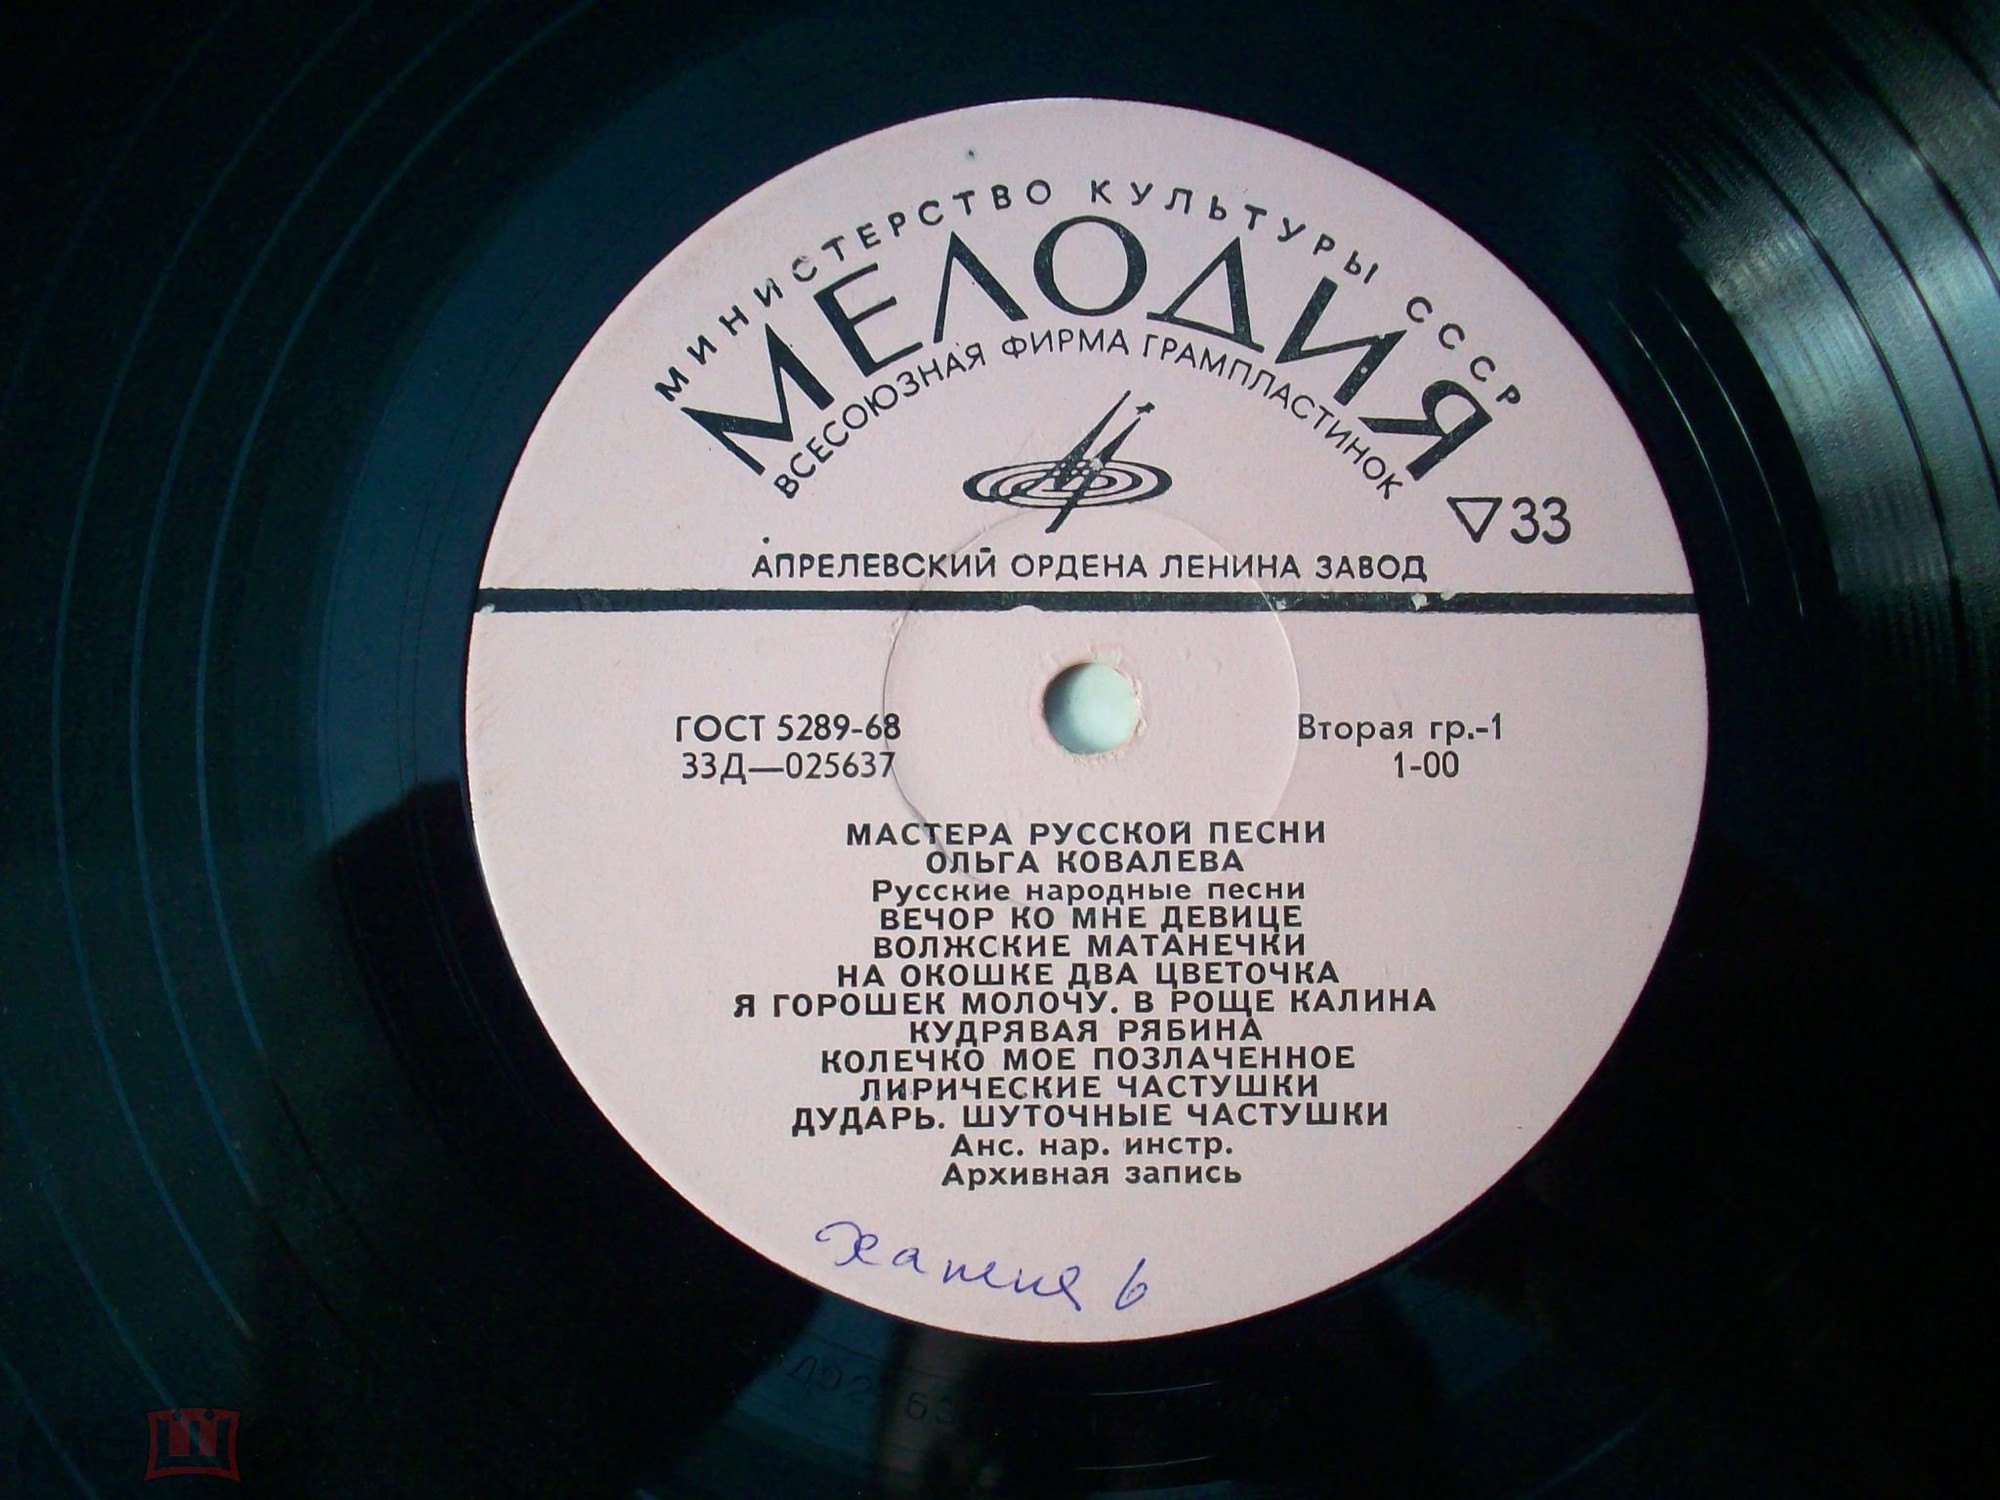 МИНИСТЕРСТВО КУЛЬТУРЫ СССР
МЕЛОДИЯ
ВСЕСОЮЗНАЯ ФИРМА ГРАМПЛАСТИНОК
▽33
АПРЕЛЕВСКИЙ ОРДЕНА ЛЕНИНА ЗАВОД
ГОСТ 5289-68
Вторая гр.-1
33Д—025637
1-00
МАСТЕРА РУССКОЙ ПЕСНИ
ОЛЬГА КОВАЛЕВА
Русские народные песни
ВЕЧОР КО МНЕ ДЕВИЦЕ
ВОЛЖСКИЕ МАТАНЕЧКИ
НА ОКОШКЕ ДВА ЦВЕТОЧКА
Я ГОРОШЕК МОЛОЧУ. В РОЩЕ КАЛИНА
КУДРЯВАЯ РЯБИНА
КОЛЕЧКО МОЕ ПОЗЛАЧЕННОЕ
ЛИРИЧЕСКИЕ ЧАСТУШКИ
ДУДАРЬ. ШУТОЧНЫЕ ЧАСТУШКИ
Анс. нар. инстр.
Архивная запись